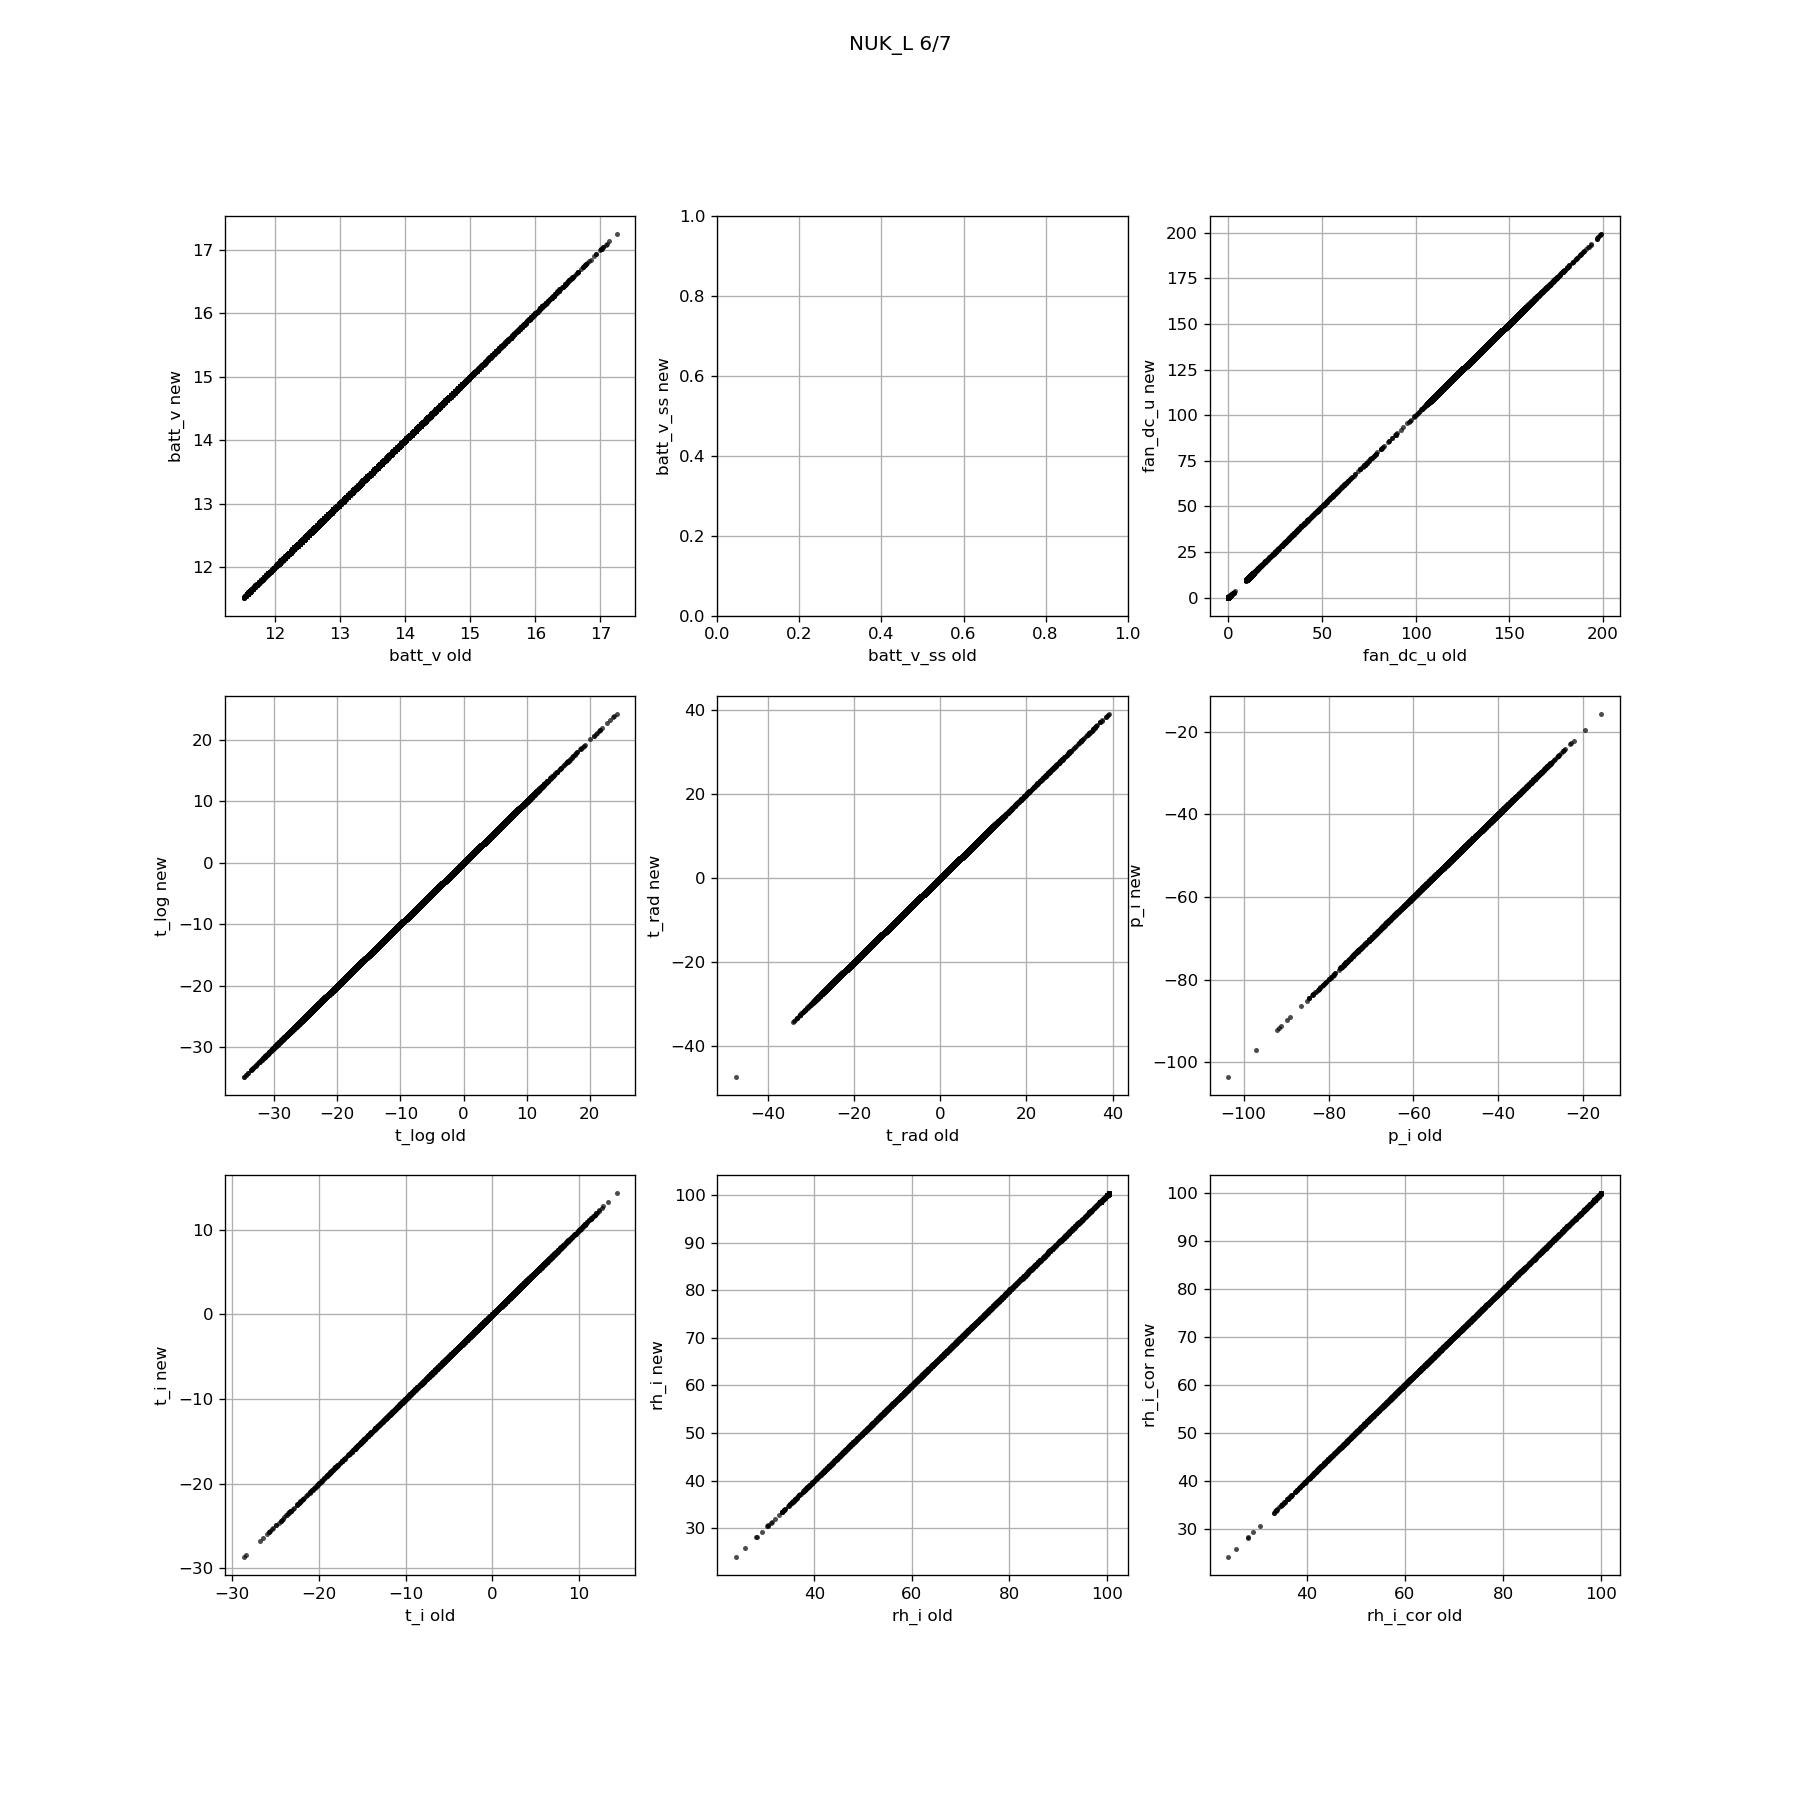 NUK_L 6/7
batt_v new
17
16
15
14
13
12
12 13 14 15 16 17
batt_v old
batt_v_ss new
1.0
0.8
0.6
0.4
0.2
0.0
0.0 0.2 0.4 0.6 0.8 1.0
batt_v_ss old
fan_dc_u new
200
175
150
125
100
75
50
25
0
0 50 100 150 200
fan_dc_u old
t_log new
20
10
0
−10
−20
−30
−30 −20 −10 0 10 20
t_log old
t_rad new
40
20
0
−20
−40
−40 −20 0 20 40
t_rad old
p_i new
−20
−40
−60
−80
−100
−100 −80 −60 −40 −20
p_i old
t_i new
10
0
−10
−20
−30
−30 −20 −10 0 10
t_i old
rh_i new
100
90
80
70
60
50
40
30
40 60 80 100
rh_i old
rh_i_cor new
100
90
80
70
60
50
40
30
40 60 80 100
rh_i_cor old